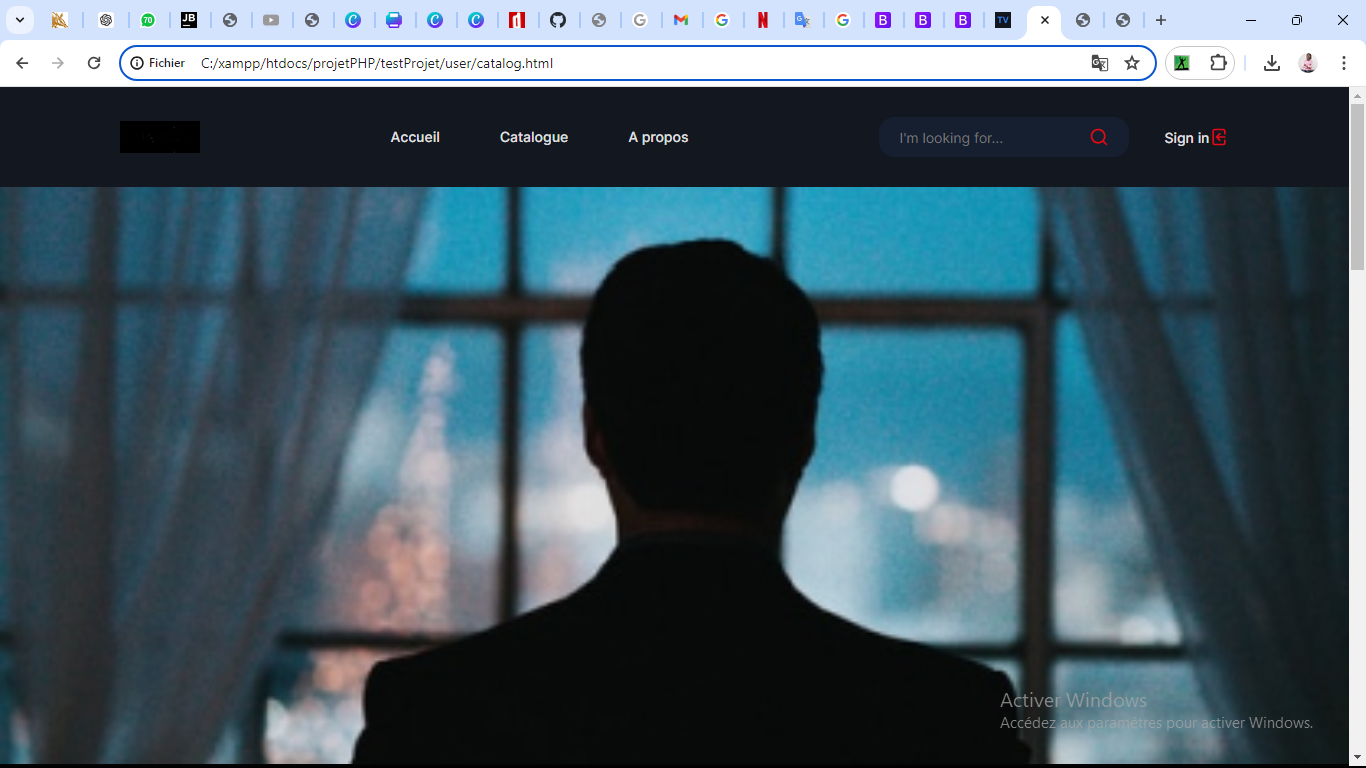 70
JB
N
B
B
B
TV
Fichier
C:/xampp/htdocs/projetPHP/testProjet/user/catalog.html
Accueil
Catalogue
A propos
I'm looking for...
Sign in
Activer Windows
Accédez aux paramètres pour activer Windows.